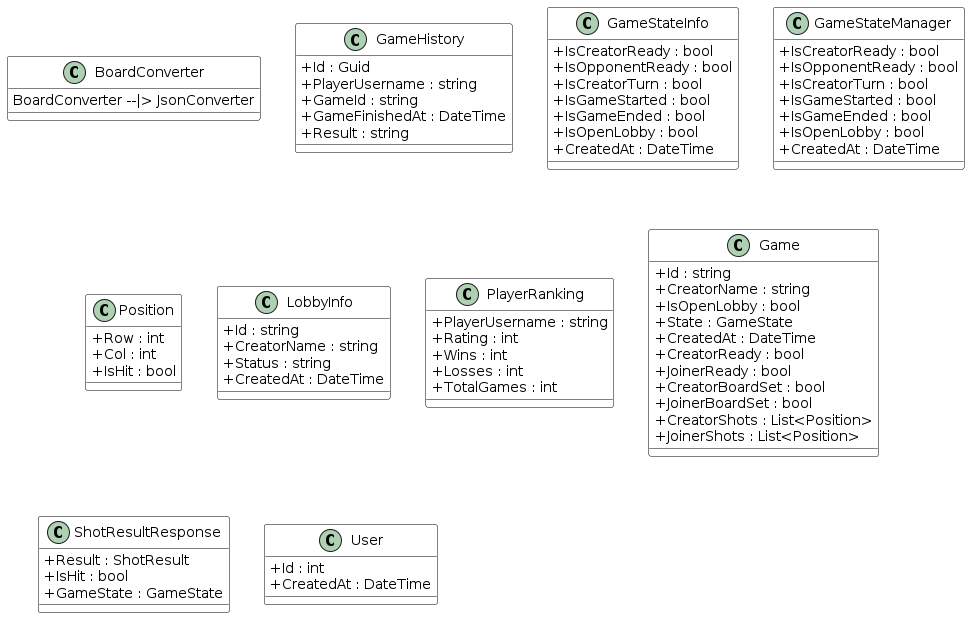 C BoardConverter
BoardConverter --|> JsonConverter
C GameHistory
+Id : Guid
+PlayerUsername : string
+GameId : string
+GameFinishedAt : DateTime
+Result : string
C GameStateInfo
+IsCreatorReady : bool
+IsOpponentReady : bool
+IsCreatorTurn : bool
+IsGameStarted : bool
+IsGameEnded : bool
+IsOpenLobby : bool
+CreatedAt : DateTime
C GameStateManager
+IsCreatorReady : bool
+IsOpponentReady : bool
+IsCreatorTurn : bool
+IsGameStarted : bool
+IsGameEnded : bool
+IsOpenLobby : bool
+CreatedAt : DateTime
C Position
+Row : int
+Col : int
+IsHit : bool
C LobbyInfo
+Id : string
+CreatorName : string
+Status : string
+CreatedAt : DateTime
C PlayerRanking
+PlayerUsername : string
+Rating : int
+Wins : int
+Losses : int
+TotalGames : int
C Game
+Id : string
+CreatorName : string
+IsOpenLobby : bool
+State : GameState
+CreatedAt : DateTime
+CreatorReady : bool
+JoinerReady : bool
+CreatorBoardSet : bool
+JoinerBoardSet : bool
+CreatorShots : List<Position>
+JoinerShots : List<Position>
C ShotResultResponse
+Result : ShotResult
+IsHit : bool
+GameState : GameState
C User
+Id : int
+CreatedAt : DateTime